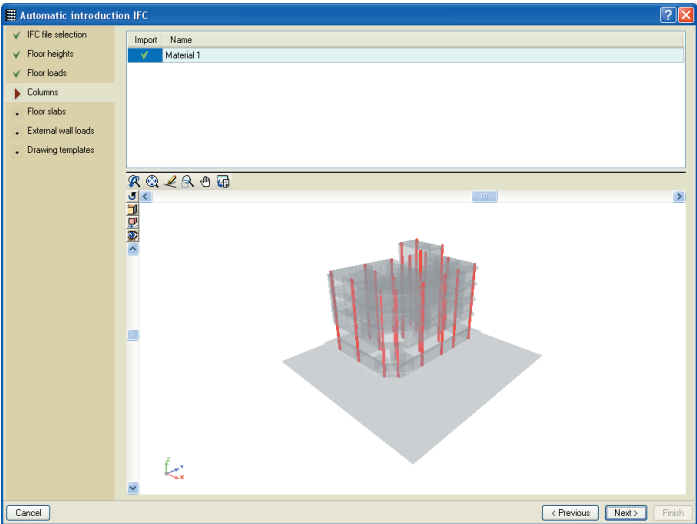 Automatic introduction IFC
IFC file selection
Floor heights
Floor loads
Columns
Floor slabs
External wall loads
Drawing templates
Import Name
Material 1
Z
Y
X
Cancel
< Previous Next > Finish